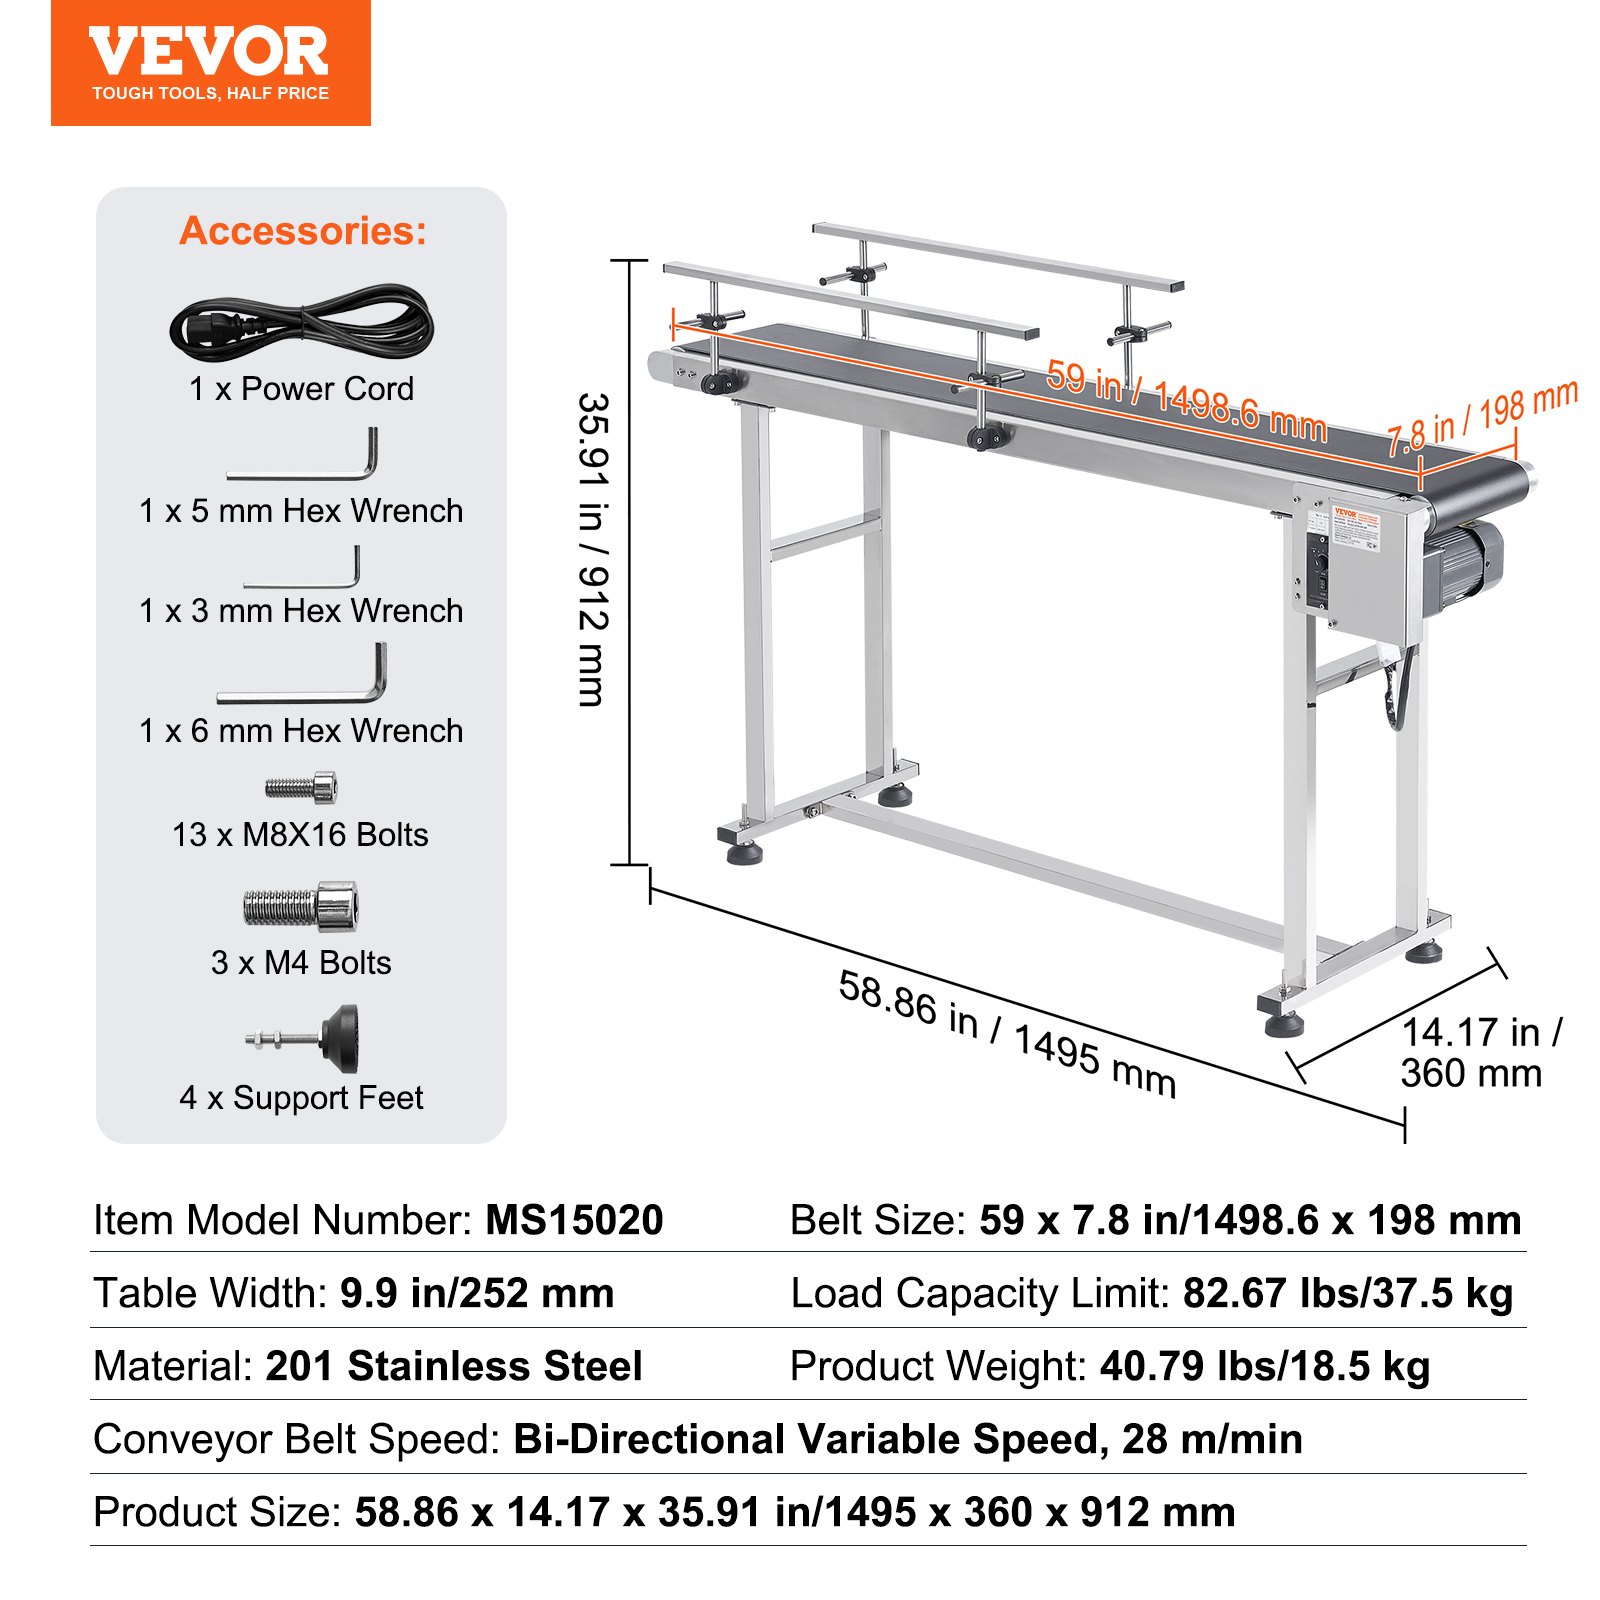 VEVOR
TOUGH TOOLS, HALF PRICE
Accessories:
1 x Power Cord
1 x 5 mm Hex Wrench
1 x 3 mm Hex Wrench
1 x 6 mm Hex Wrench
13 x M8X16 Bolts
3 x M4 Bolts
4 x Support Feet
35.91 in / 912 mm
59 in / 1498.6 mm
7.8 in / 198 mm
VEVOR
58.86 in / 1495 mm
14.17 in /
360 mm
Item Model Number: MS15020
Belt Size: 59 x 7.8 in/1498.6 x 198 mm
Table Width: 9.9 in/252 mm
Load Capacity Limit: 82.67 lbs/37.5 kg
Material: 201 Stainless Steel
Product Weight: 40.79 lbs/18.5 kg
Conveyor Belt Speed: Bi-Directional Variable Speed, 28 m/min
Product Size: 58.86 x 14.17 x 35.91 in/1495 x 360 x 912 mm